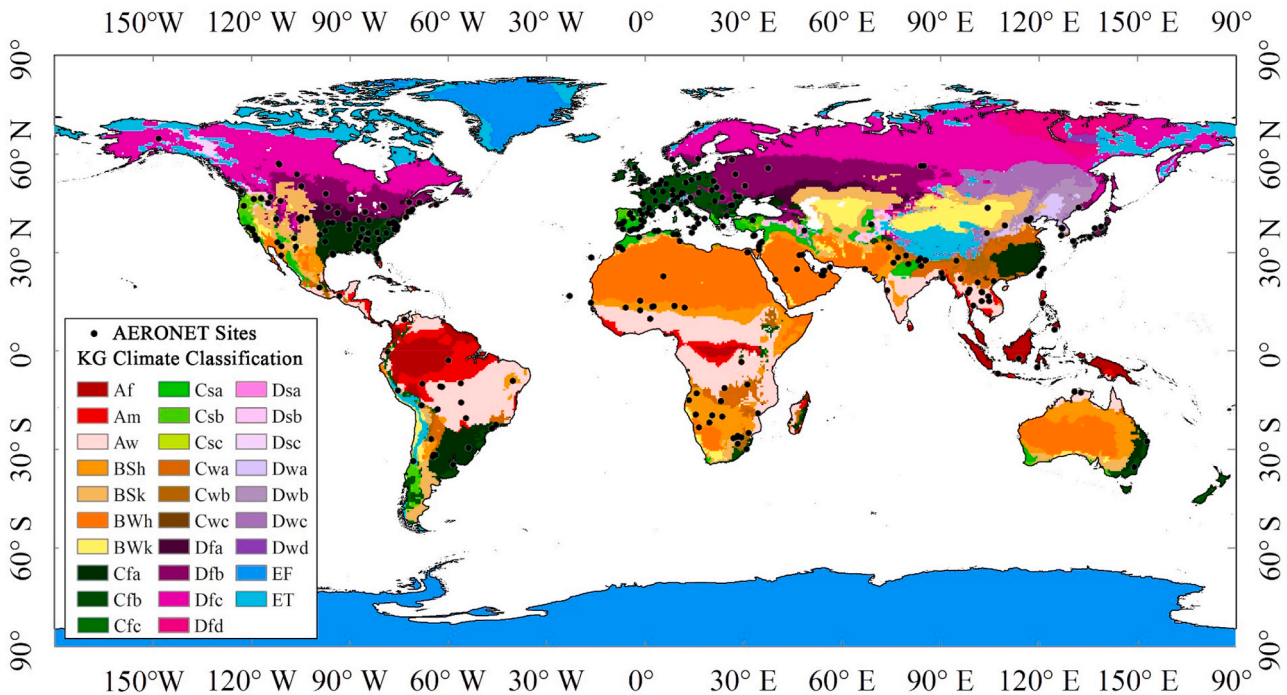 150°W 120° W 90° W 60° W 30° W 0° 30° E 60° E 90° E 120° E 150° E 90°
90° 90°
60° N 60° N
30° N 30° N
0° 0°
30° S 30° S
60° S 60° S
90° 90°
AERONET Sites
KG Climate Classification
Af Csa Dsa
Am Csb Dsb
Aw Csc Dsc
BSh Cwa Dwa
BSk Cwb Dwb
BWh Cwc Dwc
BWk Dfa Dwd
Cfa Dfb EF
Cfb Dfc ET
Cfc Dfd
150°W 120° W 90° W 60° W 30° W 0° 30° E 60° E 90° E 120° E 150° E 90°